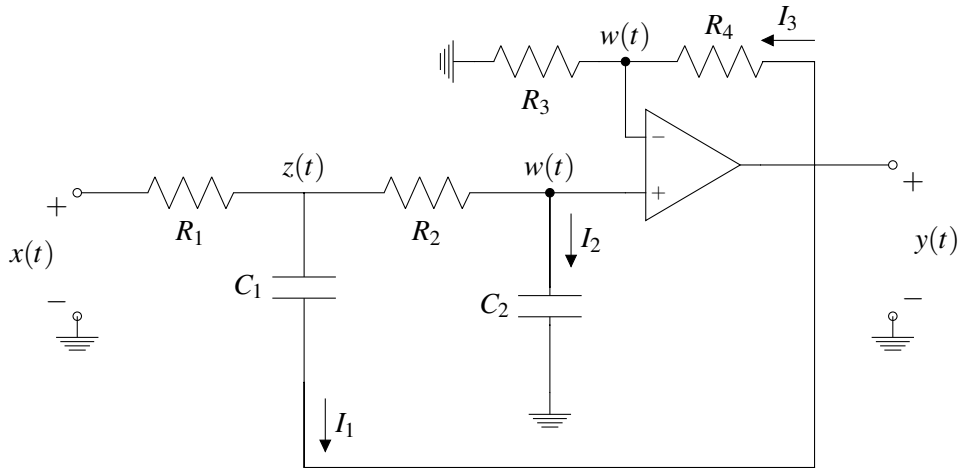 w(t)
R₄
I₃
R₃
−
z(t)
w(t)
+
+
R₁
R₂
I₂
+
x(t)
y(t)
C₁
C₂
−
−
I₁